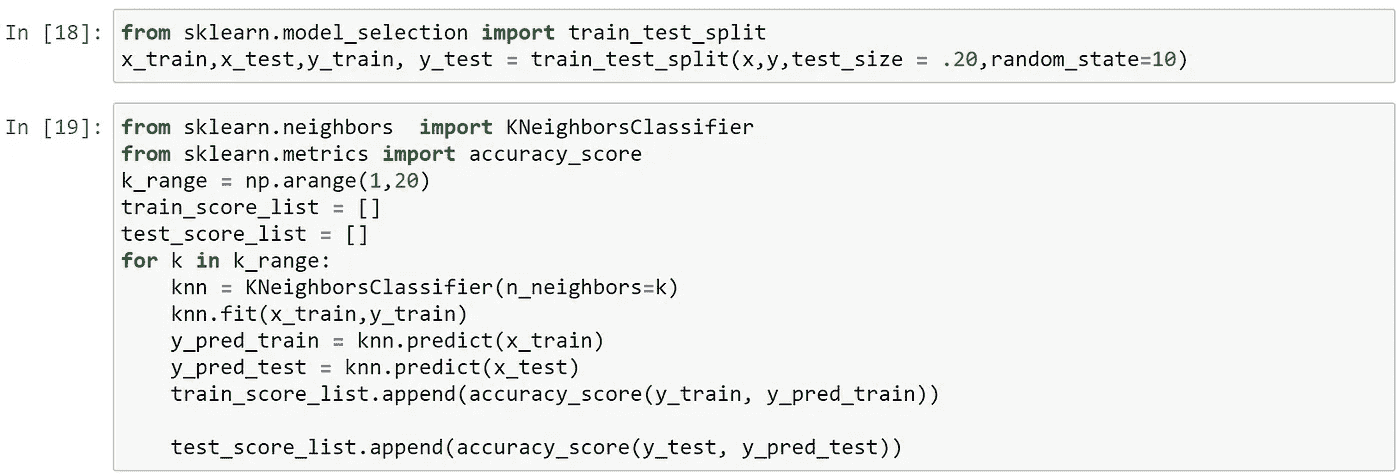 In [18]: from sklearn.model_selection import train_test_split
x_train,x_test,y_train, y_test = train_test_split(x,y,test_size = .20,random_state=10)
In [19]: from sklearn.neighbors  import KNeighborsClassifier
from sklearn.metrics import accuracy_score
k_range = np.arange(1,20)
train_score_list = []
test_score_list = []
for k in k_range:
    knn = KNeighborsClassifier(n_neighbors=k)
    knn.fit(x_train,y_train)
    y_pred_train = knn.predict(x_train)
    y_pred_test = knn.predict(x_test)
    train_score_list.append(accuracy_score(y_train, y_pred_train))
    test_score_list.append(accuracy_score(y_test, y_pred_test))